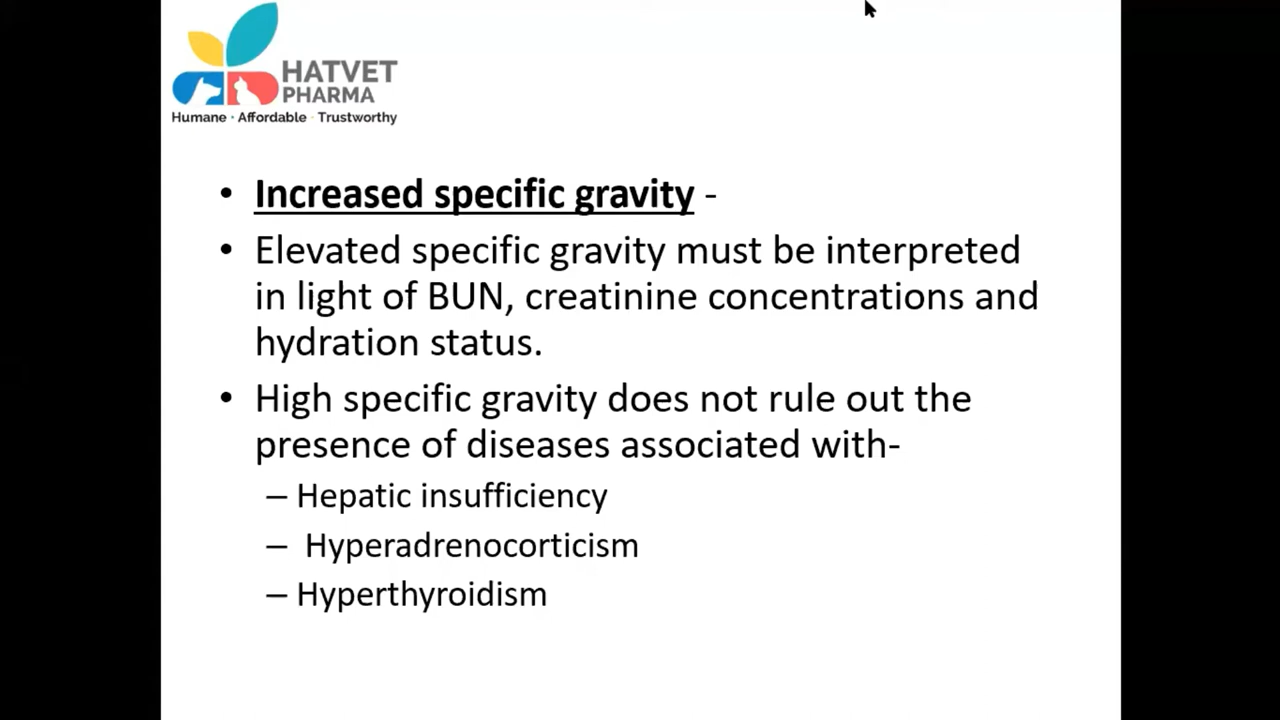 HATVET
PHARMA
Humane · Affordable · Trustworthy
• Increased specific gravity -
• Elevated specific gravity must be interpreted
in light of BUN, creatinine concentrations and
hydration status.
• High specific gravity does not rule out the
presence of diseases associated with-
– Hepatic insufficiency
– Hyperadrenocorticism
– Hyperthyroidism